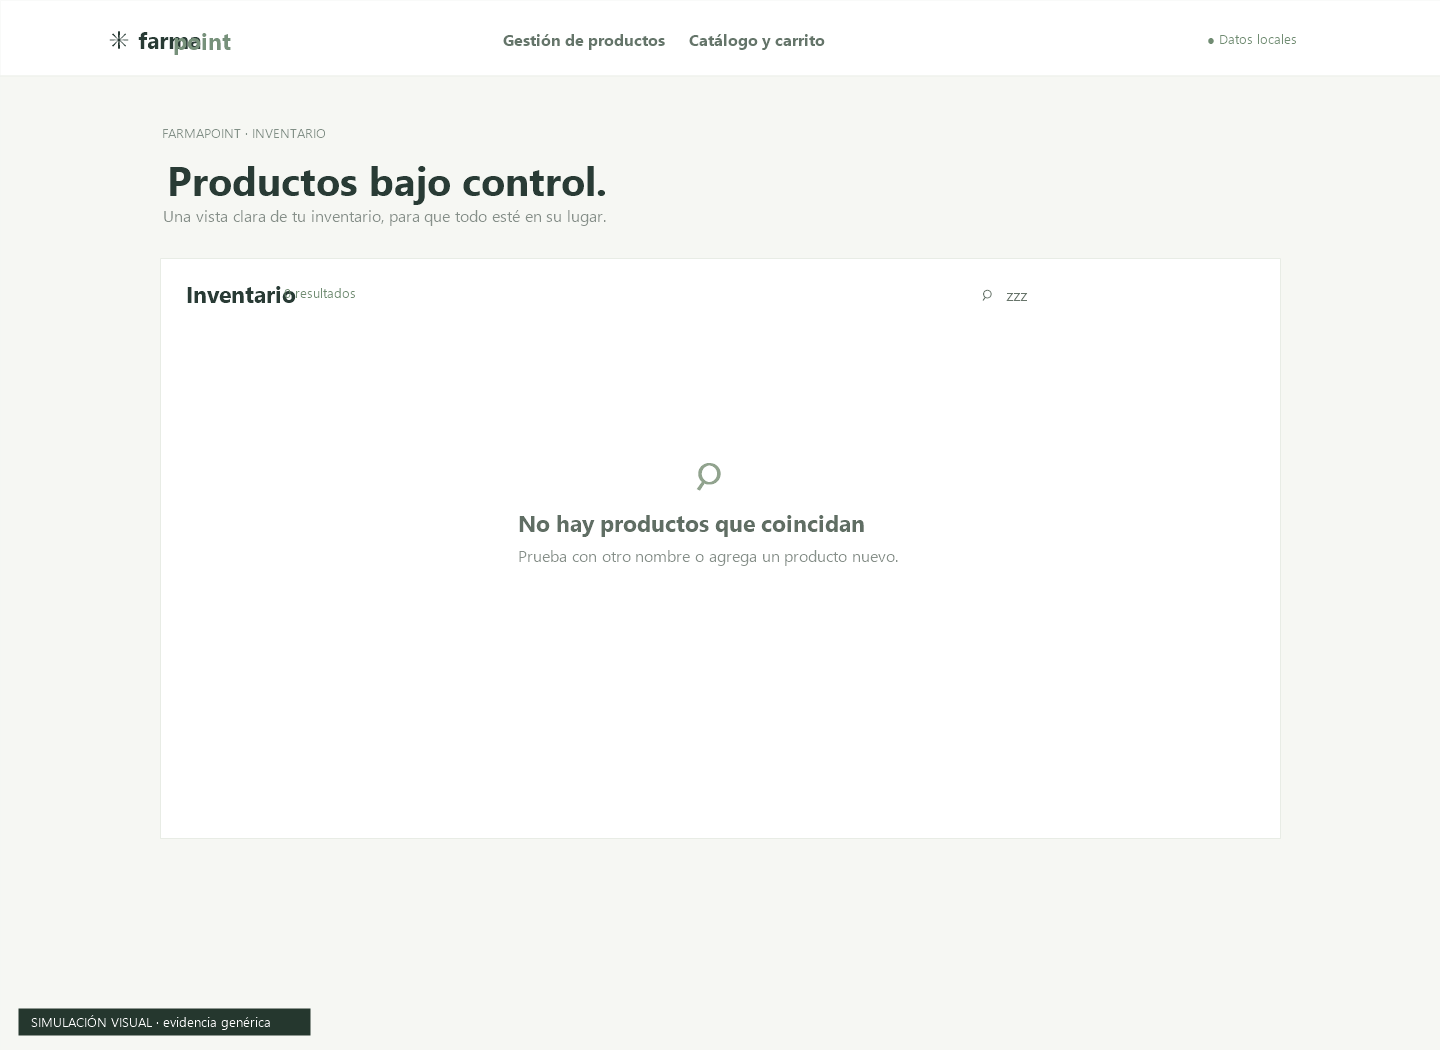 farmapoint
Gestión de productos
Catálogo y carrito
● Datos locales
FARMAPOINT · INVENTARIO
Productos bajo control.
Una vista clara de tu inventario, para que todo esté en su lugar.
Inventario
0 resultados
zzz
No hay productos que coincidan
Prueba con otro nombre o agrega un producto nuevo.
SIMULACIÓN VISUAL · evidencia genérica